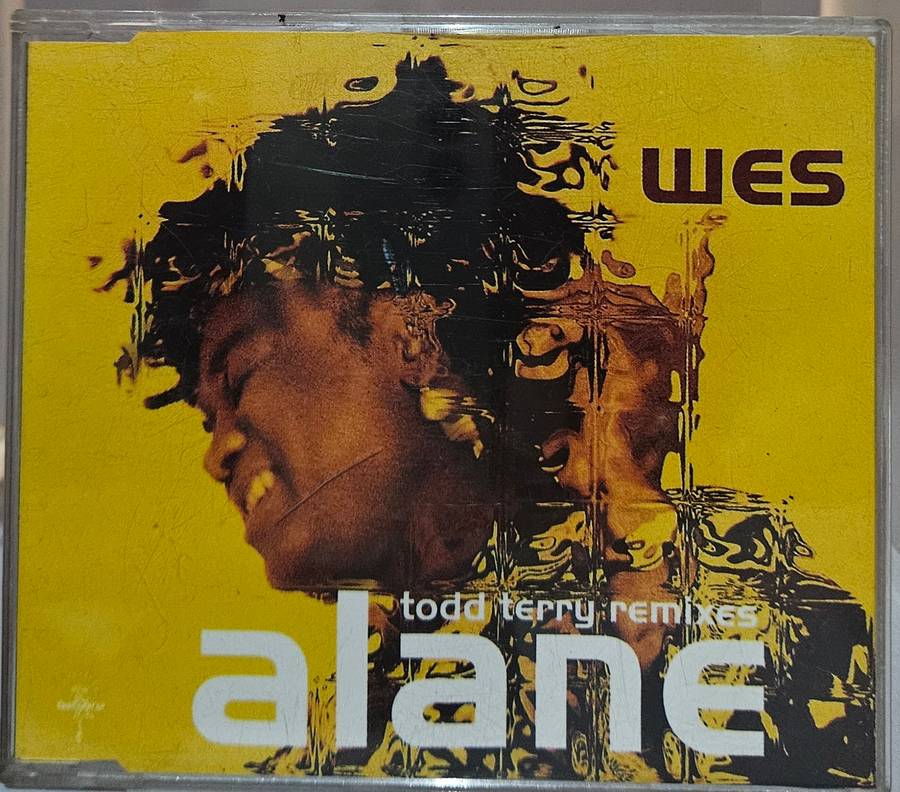 WES
todd terry remixes
alane